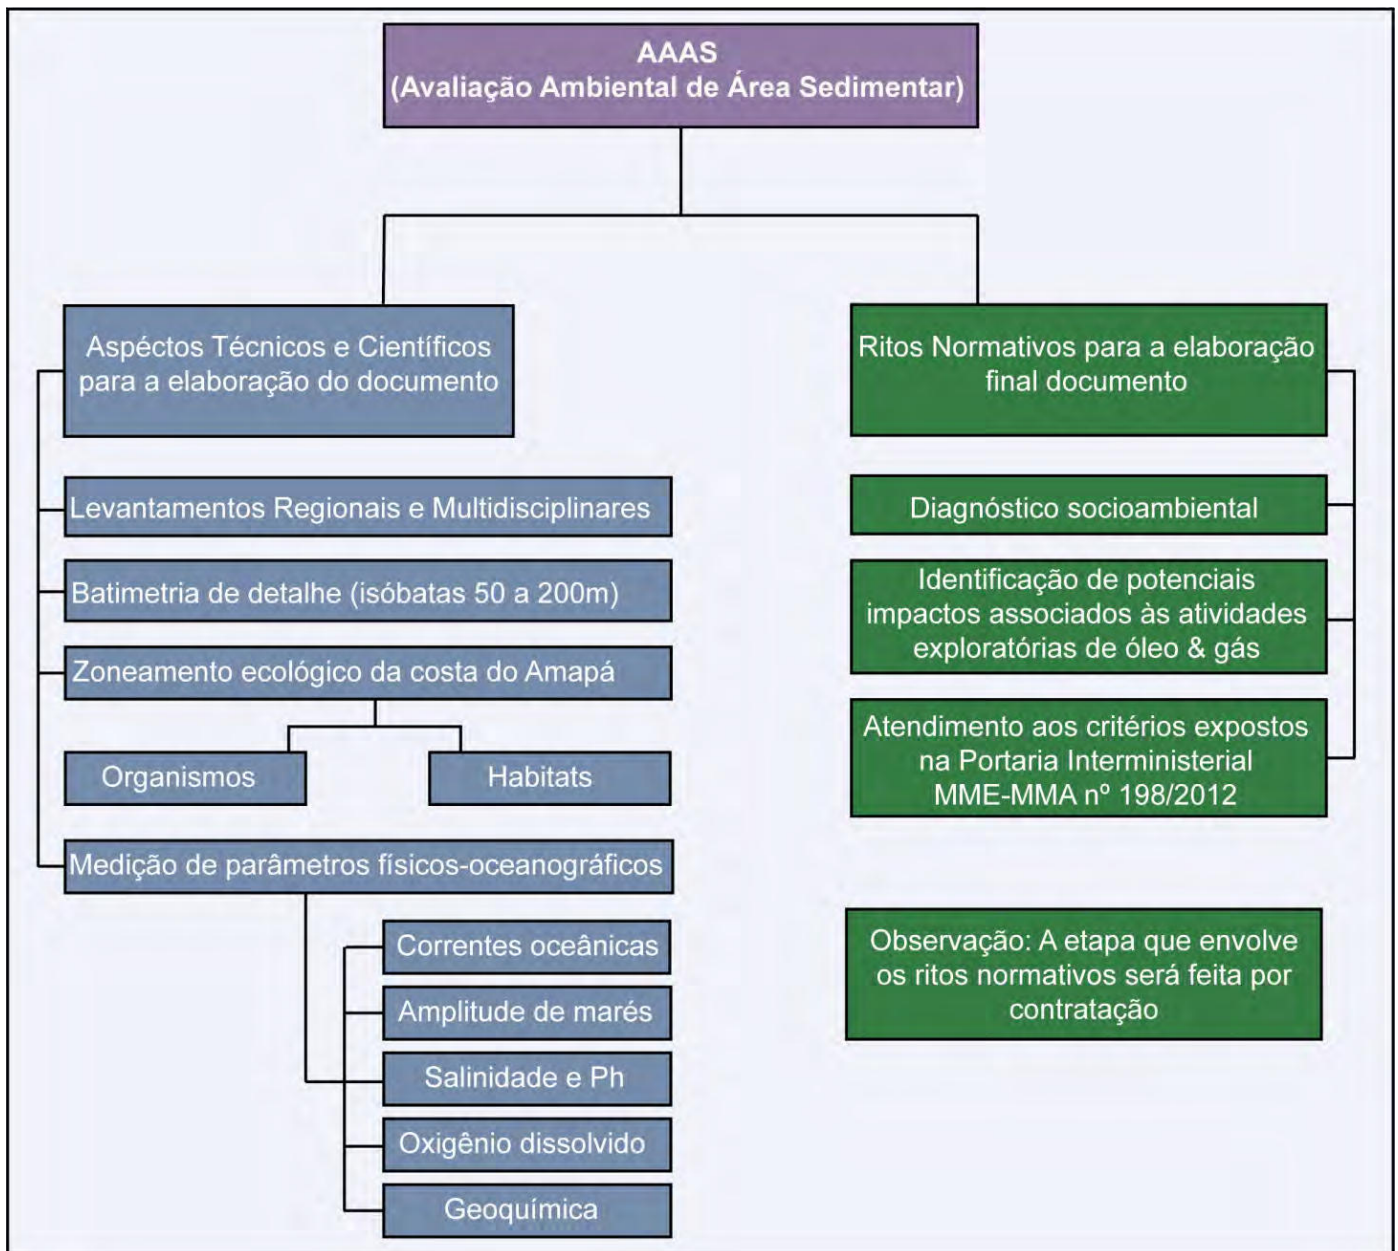 AAAS
(Avaliação Ambiental de Área Sedimentar)
Aspéctos Técnicos e Científicos
para a elaboração do documento
Levantamentos Regionais e Multidisciplinares
Batimetria de detalhe (isóbatas 50 a 200m)
Zoneamento ecológico da costa do Amapá
Organismos
Habitats
Medição de parâmetros físicos-oceanográficos
Correntes oceânicas
Amplitude de marés
Salinidade e Ph
Oxigênio dissolvido
Geoquímica
Ritos Normativos para a elaboração
final documento
Diagnóstico socioambiental
Identificação de potenciais
impactos associados às atividades
exploratórias de óleo & gás
Atendimento aos critérios expostos
na Portaria Interministerial
MME-MMA nº 198/2012
Observação: A etapa que envolve
os ritos normativos será feita por
contratação